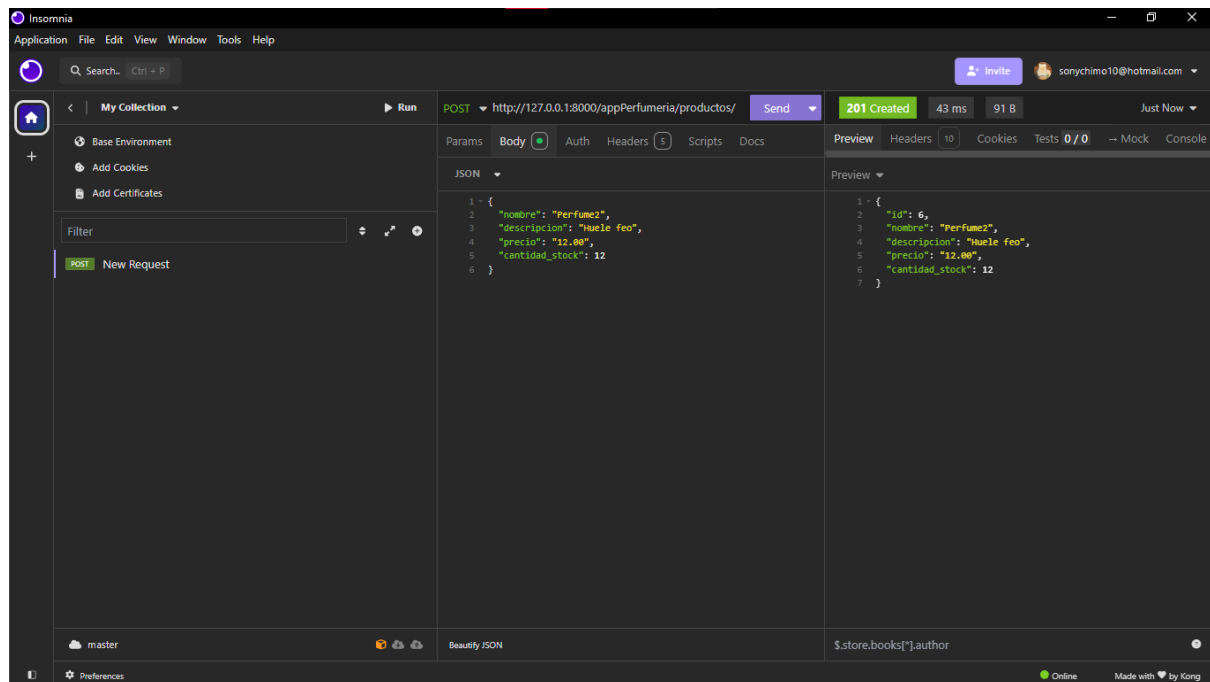 Insomnia
Application File Edit View Window Tools Help
Search.. Ctrl + P
Invite
sonychimo10@hotmail.com
My Collection
Run
Base Environment
Add Cookies
Add Certificates
Filter
POST New Request
master
Preferences
POST http://127.0.0.1:8000/appPerfumeria/productos/ Send
Params Body Auth Headers 5 Scripts Docs
JSON
1 {
2 "nombre": "Perfume2",
3 "descripcion": "Huele feo",
4 "precio": "12.00",
5 "cantidad_stock": 12
6 }
Beautify JSON
201 Created 43 ms 91 B Just Now
Preview Headers 10 Cookies Tests 0 / 0 → Mock Console
Preview
1 {
2 "id": 6,
3 "nombre": "Perfume2",
4 "descripcion": "Huele feo",
5 "precio": "12.00",
6 "cantidad_stock": 12
7 }
$.store.books[*].author
Online Made with ♥ by Kong